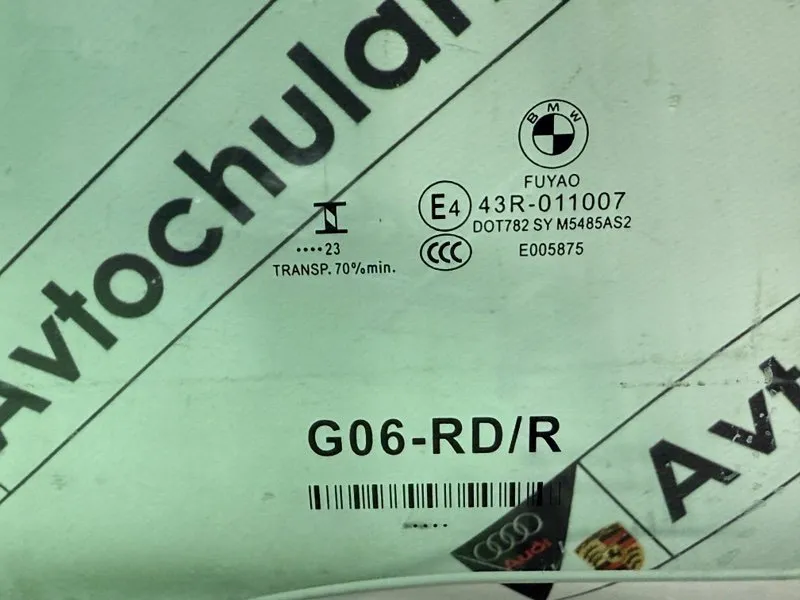 Avtochulan
BMW
FUYAO
E4 43R-011007
DOT782 SY M5485AS2
CCC E005875
••••23
TRANSP. 70%min.
G06-RD/R
Avt
Audi